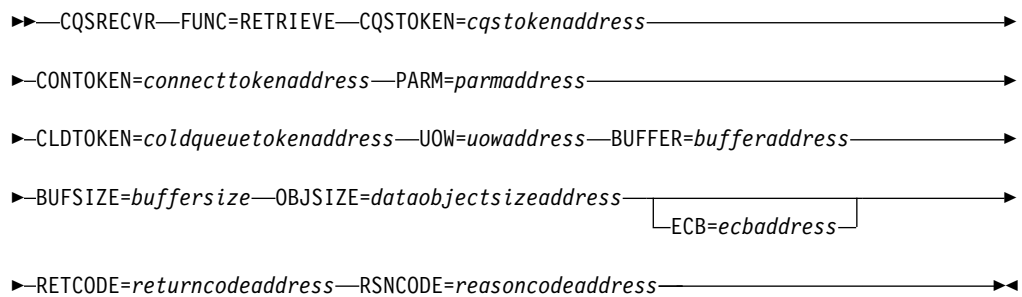 CQSRECVR FUNC=RETRIEVE CQSTOKEN=cqstokenaddress
CONTOKEN=connecttokenaddress PARM=parmaddress
CLDTOKEN=coldqueuetokenaddress UOW=uowaddress BUFFER=bufferaddress
BUFSIZE=buffersize OBJSIZE=dataobjectsizeaddress
ECB=ecbaddress
RETCODE=returncodeaddress RSNCODE=reasoncodeaddress